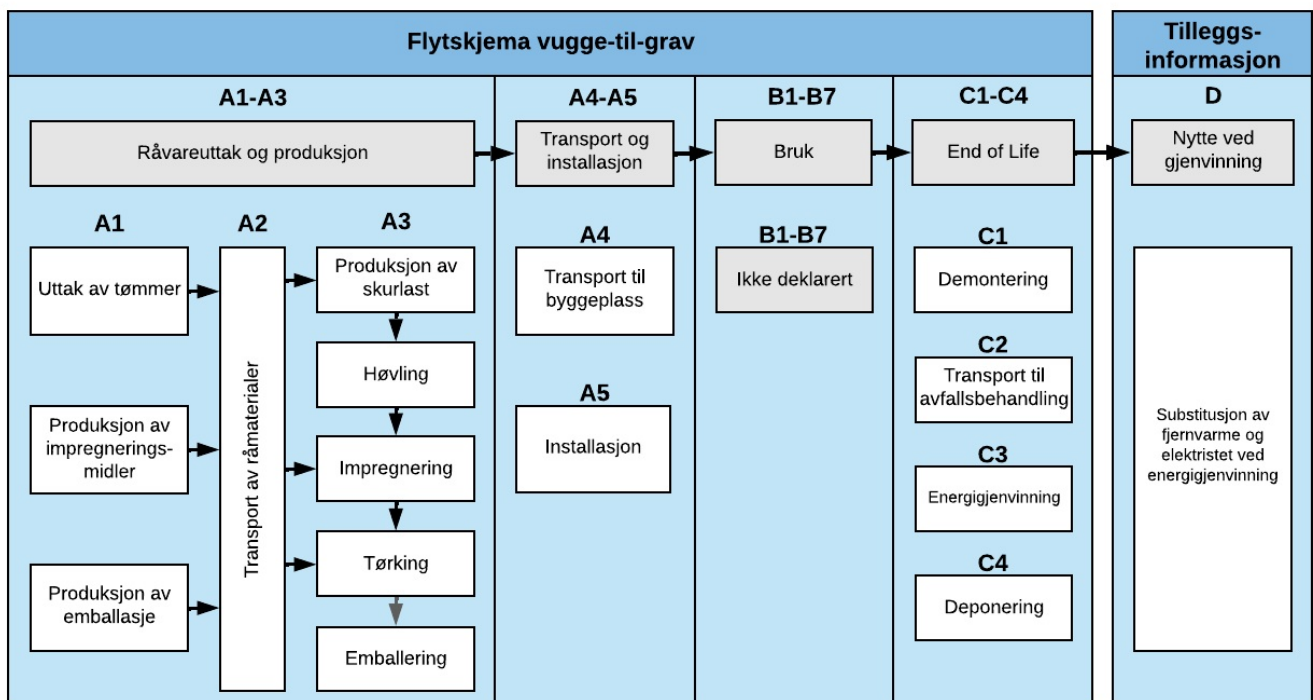 Flytskjema vugge-til-grav
Tilleggs-
informasjon
A1-A3
A4-A5
B1-B7
C1-C4
D
Råvareuttak og produksjon
Transport og
installasjon
Bruk
End of Life
Nytte ved
gjenvinning
A1
A2
A3
A4
B1-B7
C1
Uttak av tømmer
Produksjon av
impregnerings-
midler
Produksjon av
emballasje
Transport av råmaterialer
Produksjon av
skurlast
Høvling
Impregnering
Tørking
Emballering
Transport til
byggeplass
A5
Installasjon
Ikke deklarert
Demontering
C2
Transport til
avfallsbehandling
C3
Energigjenvinning
C4
Deponering
Substitusjon av
fjernvarme og
elektristet ved
energigjenvinning